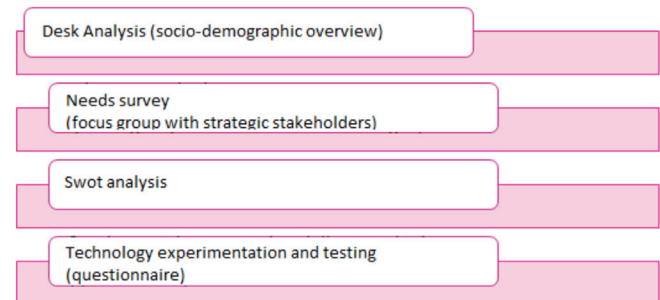 Desk Analysis (socio-demographic overview)
Needs survey
(focus group with strategic stakeholders)
Swot analysis
Technology experimentation and testing
(questionnaire)